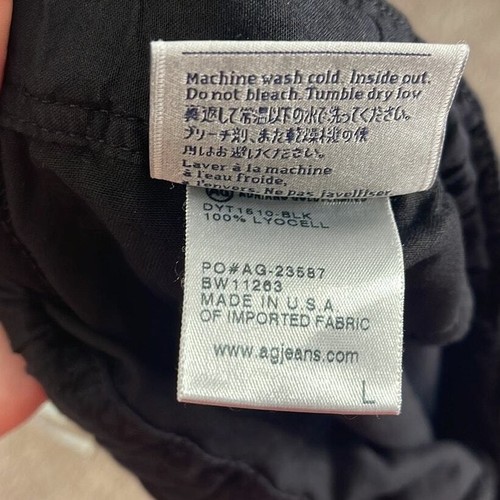 Machine wash cold. Inside out.
Do not bleach. Tumble dry low
裏返して常温以下の水で洗ってください。
ブリーチ剤、また乾燥機の使
用はお避けください。
Laver à la machine
à l'eau froide,
à l'envers. Ne pas javelliser
AG ADRIANO GOLDSCHMIED
DYT1510-BLK
100% LYOCELL
PO#AG-23587
BW11263
MADE IN U.S.A.
OF IMPORTED FABRIC
www.agjeans.com
L